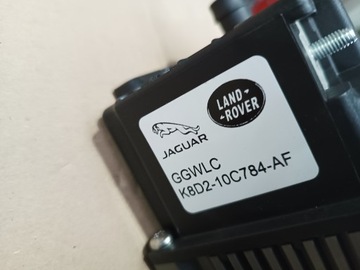 LAND
ROVER
JAGUAR
GGWLC
K8D2-10C784-AF